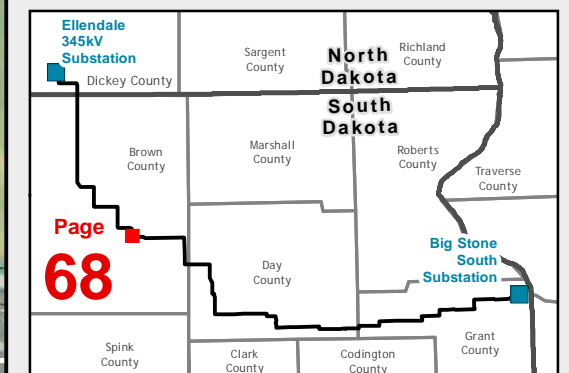 Ellendale
345kV
Substation
Dickey County
Sargent
County
North
Dakota
Richland
County
South
Dakota
Brown
County
Marshall
County
Roberts
County
Traverse
County
Page
68
Day
County
Big Stone
South
Substation
Spink
County
Clark
County
Codington
County
Grant
County